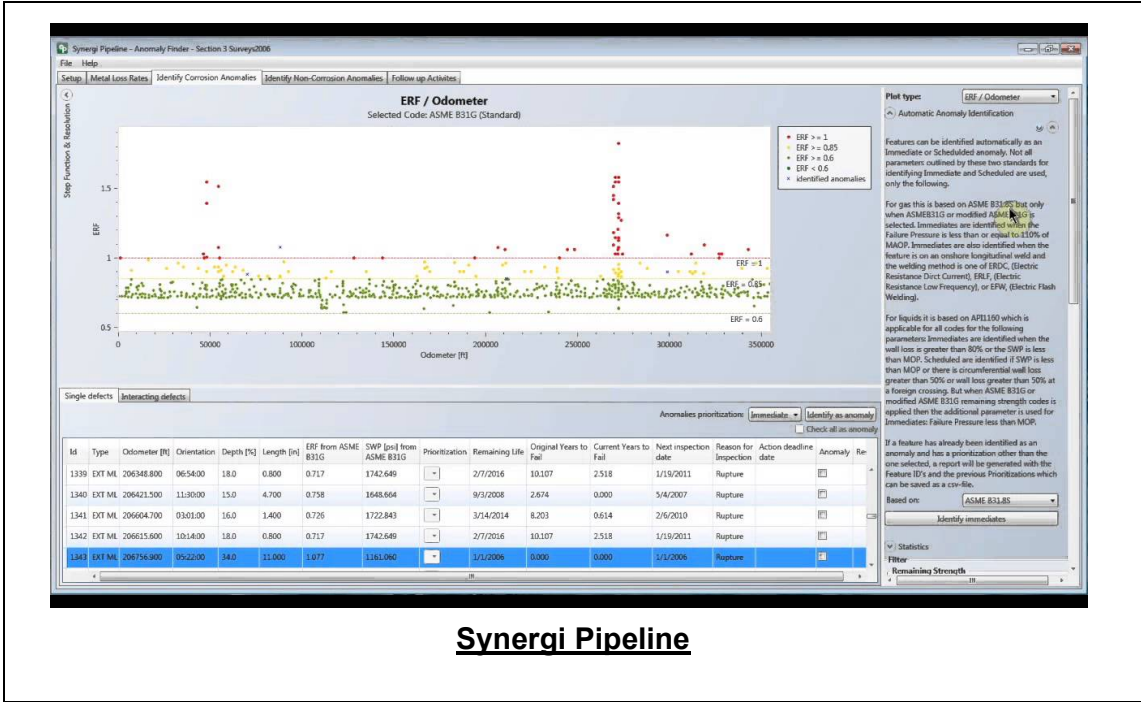 Synergi Pipeline - Anomaly Finder - Section 3 Surveys2006
File Help
Setup Metal Loss Rates Identify Corrosion Anomalies Identify Non-Corrosion Anomalies Follow up Activites
Step Function & Resolution
ERF / Odometer
Selected Code: ASME B31G (Standard)
ERF >= 1
ERF >= 0.85
ERF >= 0.6
ERF < 0.6
identified anomalies
ERF
1.5
1
0.5
ERF = 1
ERF = 0.85
ERF = 0.6
0 50000 100000 150000 200000 250000 300000 350000
Odometer [ft]
Plot type: ERF / Odometer
Automatic Anomaly Identification
Features can be identified automatically as an
Immediate or Schedulded anomaly. Not all
parameters outlined by these two standards for
identifying Immediate and Scheduled are used,
only the following.
For gas this is based on ASME B31.8S but only
when ASMEB31G or modified ASME B31G is
selected. Immediates are identified when the
Failure Pressure is less than or equal to 110% of
MAOP. Immediates are also identified when the
feature is on an onshore longitudinal weld and
the welding method is one of ERDC, (Electric
Resistance Dirct Current), ERLF, (Electric
Resistance Low Frequency), or EFW, (Electric Flash
Welding).
For liquids it is based on API1160 which is
applicable for all codes for the following
parameters: Immediates are identified when the
wall loss is greater than 80% or the SWP is less
than MOP. Scheduled are identified if SWP is less
than MOP or there is circumferential wall loss
greater than 50% or wall loss greater than 50% at
a foreign crossing. But when ASME B31G or
modified ASME B31G remaining strength codes is
applied then the additional parameter is used for
Immediates: Failure Pressure less than MOP.
If a feature has already been identified as an
anomaly and has a prioritization other than the
one selected, a report will be generated with the
Feature ID's and the previous Prioritizations which
can be saved as a csv-file.
Based on: ASME B31.8S
Identify immediates
Statistics
Filter
Remaining Strength
Single defects Interacting defects
Anomalies prioritization: Immediate Identify as anomaly
Check all as anomaly
Id Type Odometer [ft] Orientation Depth [%] Length [in] ERF from ASME B31G SWP [psi] from ASME B31G Prioritization Remaining Life Original Years to Fail Current Years to Fail Next inspection date Reason for Inspection Action deadline date Anomaly Re
1339 EXT ML 206348.800 06:54:00 18.0 0.800 0.717 1742.649 2/7/2016 10.107 2.518 1/19/2011 Rupture
1340 EXT ML 206421.500 11:30:00 15.0 4.700 0.758 1648.664 9/3/2008 2.674 0.000 5/4/2007 Rupture
1341 EXT ML 206604.700 03:01:00 16.0 1.400 0.726 1722.843 3/14/2014 8.203 0.614 2/6/2010 Rupture
1342 EXT ML 206615.600 10:14:00 18.0 0.800 0.717 1742.649 2/7/2016 10.107 2.518 1/19/2011 Rupture
1343 EXT ML 206756.900 05:22:00 34.0 11.000 1.077 1161.060 1/1/2006 0.000 0.000 1/1/2006 Rupture
Synergi Pipeline